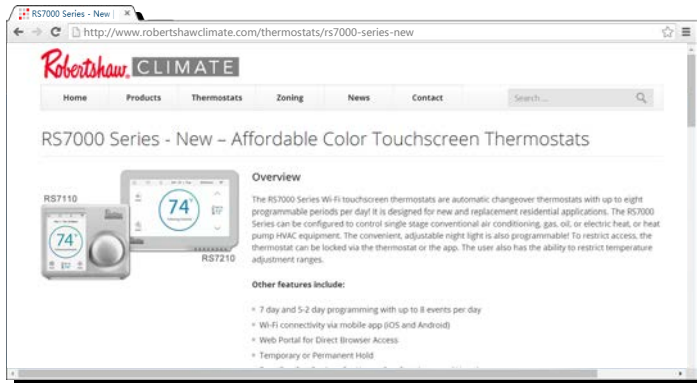 RS7000 Series - New
http://www.robertshawclimate.com/thermostats/rs7000-series-new
Robertshaw. CLIMATE
Home Products Thermostats Zoning News Contact Search ...
RS7000 Series - New – Affordable Color Touchscreen Thermostats
RS7110
74°
74°
RS7210
Overview
The RS7000 Series Wi-Fi touchscreen thermostats are automatic changeover thermostats with up to eight
programmable periods per day! It is designed for new and replacement residential applications. The RS7000
Series can be configured to control single stage conventional air conditioning, gas, oil, or electric heat, or heat
pump HVAC equipment. The convenient, adjustable night light is also programmable! To restrict access, the
thermostat can be locked via the thermostat or the app. The user also has the ability to restrict temperature
adjustment ranges.
Other features include:
7 day and 5-2 day programming with up to 8 events per day
Wi-Fi connectivity via mobile app (iOS and Android)
Web Portal for Direct Browser Access
Temporary or Permanent Hold